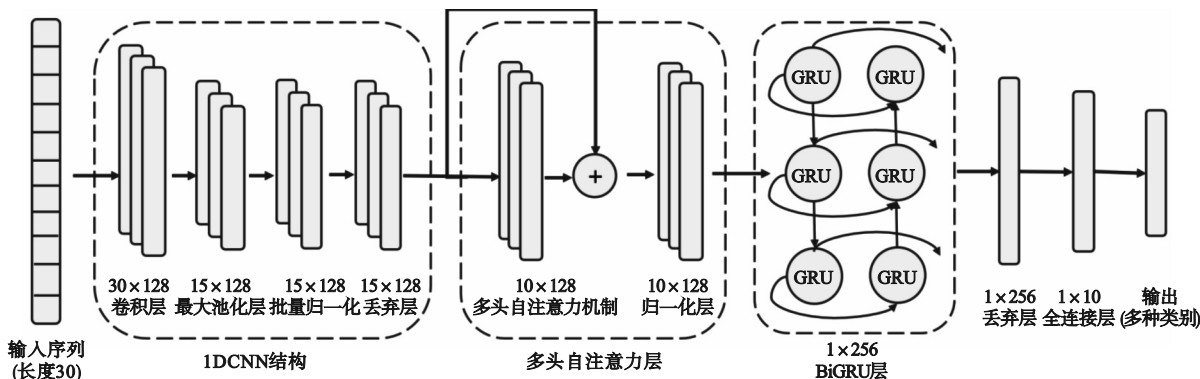 输入序列
(长度30)
30×128
卷积层
15×128
最大池化层
15×128
批量归一化
15×128
丢弃层
1DCNN结构
10×128
多头自注意力机制
+
10×128
归一化层
多头自注意力层
GRU
GRU
GRU
GRU
GRU
GRU
1×256
BiGRU层
1×256
丢弃层
1×10
全连接层
输出
(多种类别)